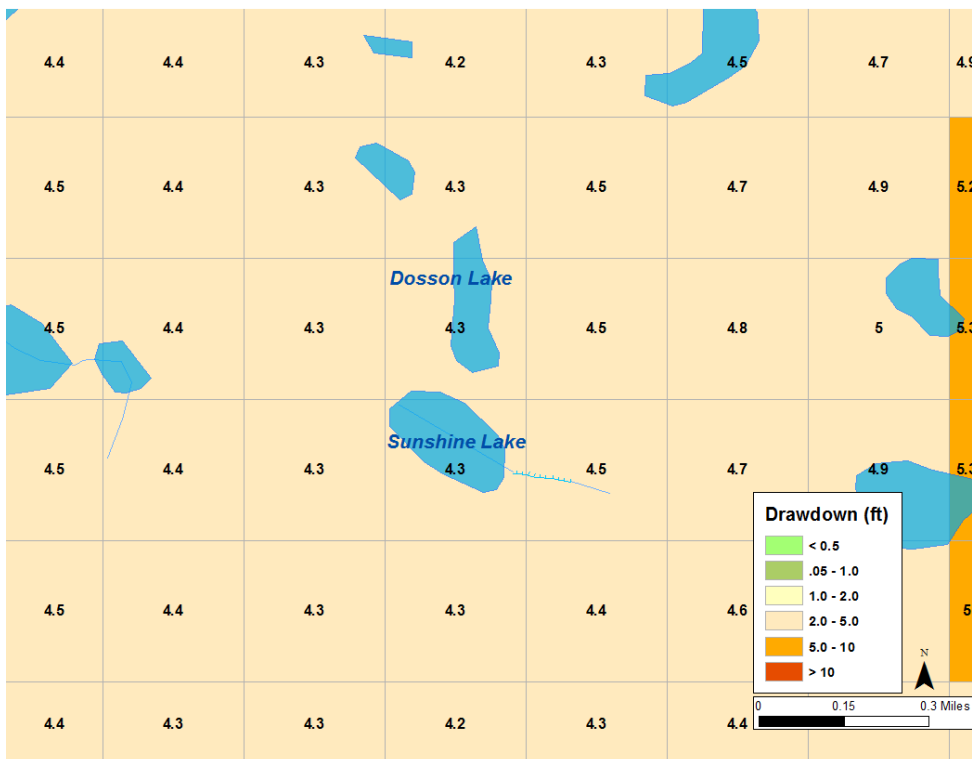 4.4 4.4 4.3 4.2 4.3 4.5 4.7
4.5 4.4 4.3 4.3 4.5 4.7 4.9
Dosson Lake
4.5 4.4 4.3 4.3 4.5 4.8 5
Sunshine Lake
4.5 4.4 4.3 4.3 4.5 4.7 4.9
Drawdown (ft)
< 0.5
.05 - 1.0
1.0 - 2.0
2.0 - 5.0
5.0 - 10
> 10
4.5 4.4 4.3 4.3 4.4 4.6
N
0 0.15 0.3 Miles
4.4 4.3 4.3 4.2 4.3 4.4